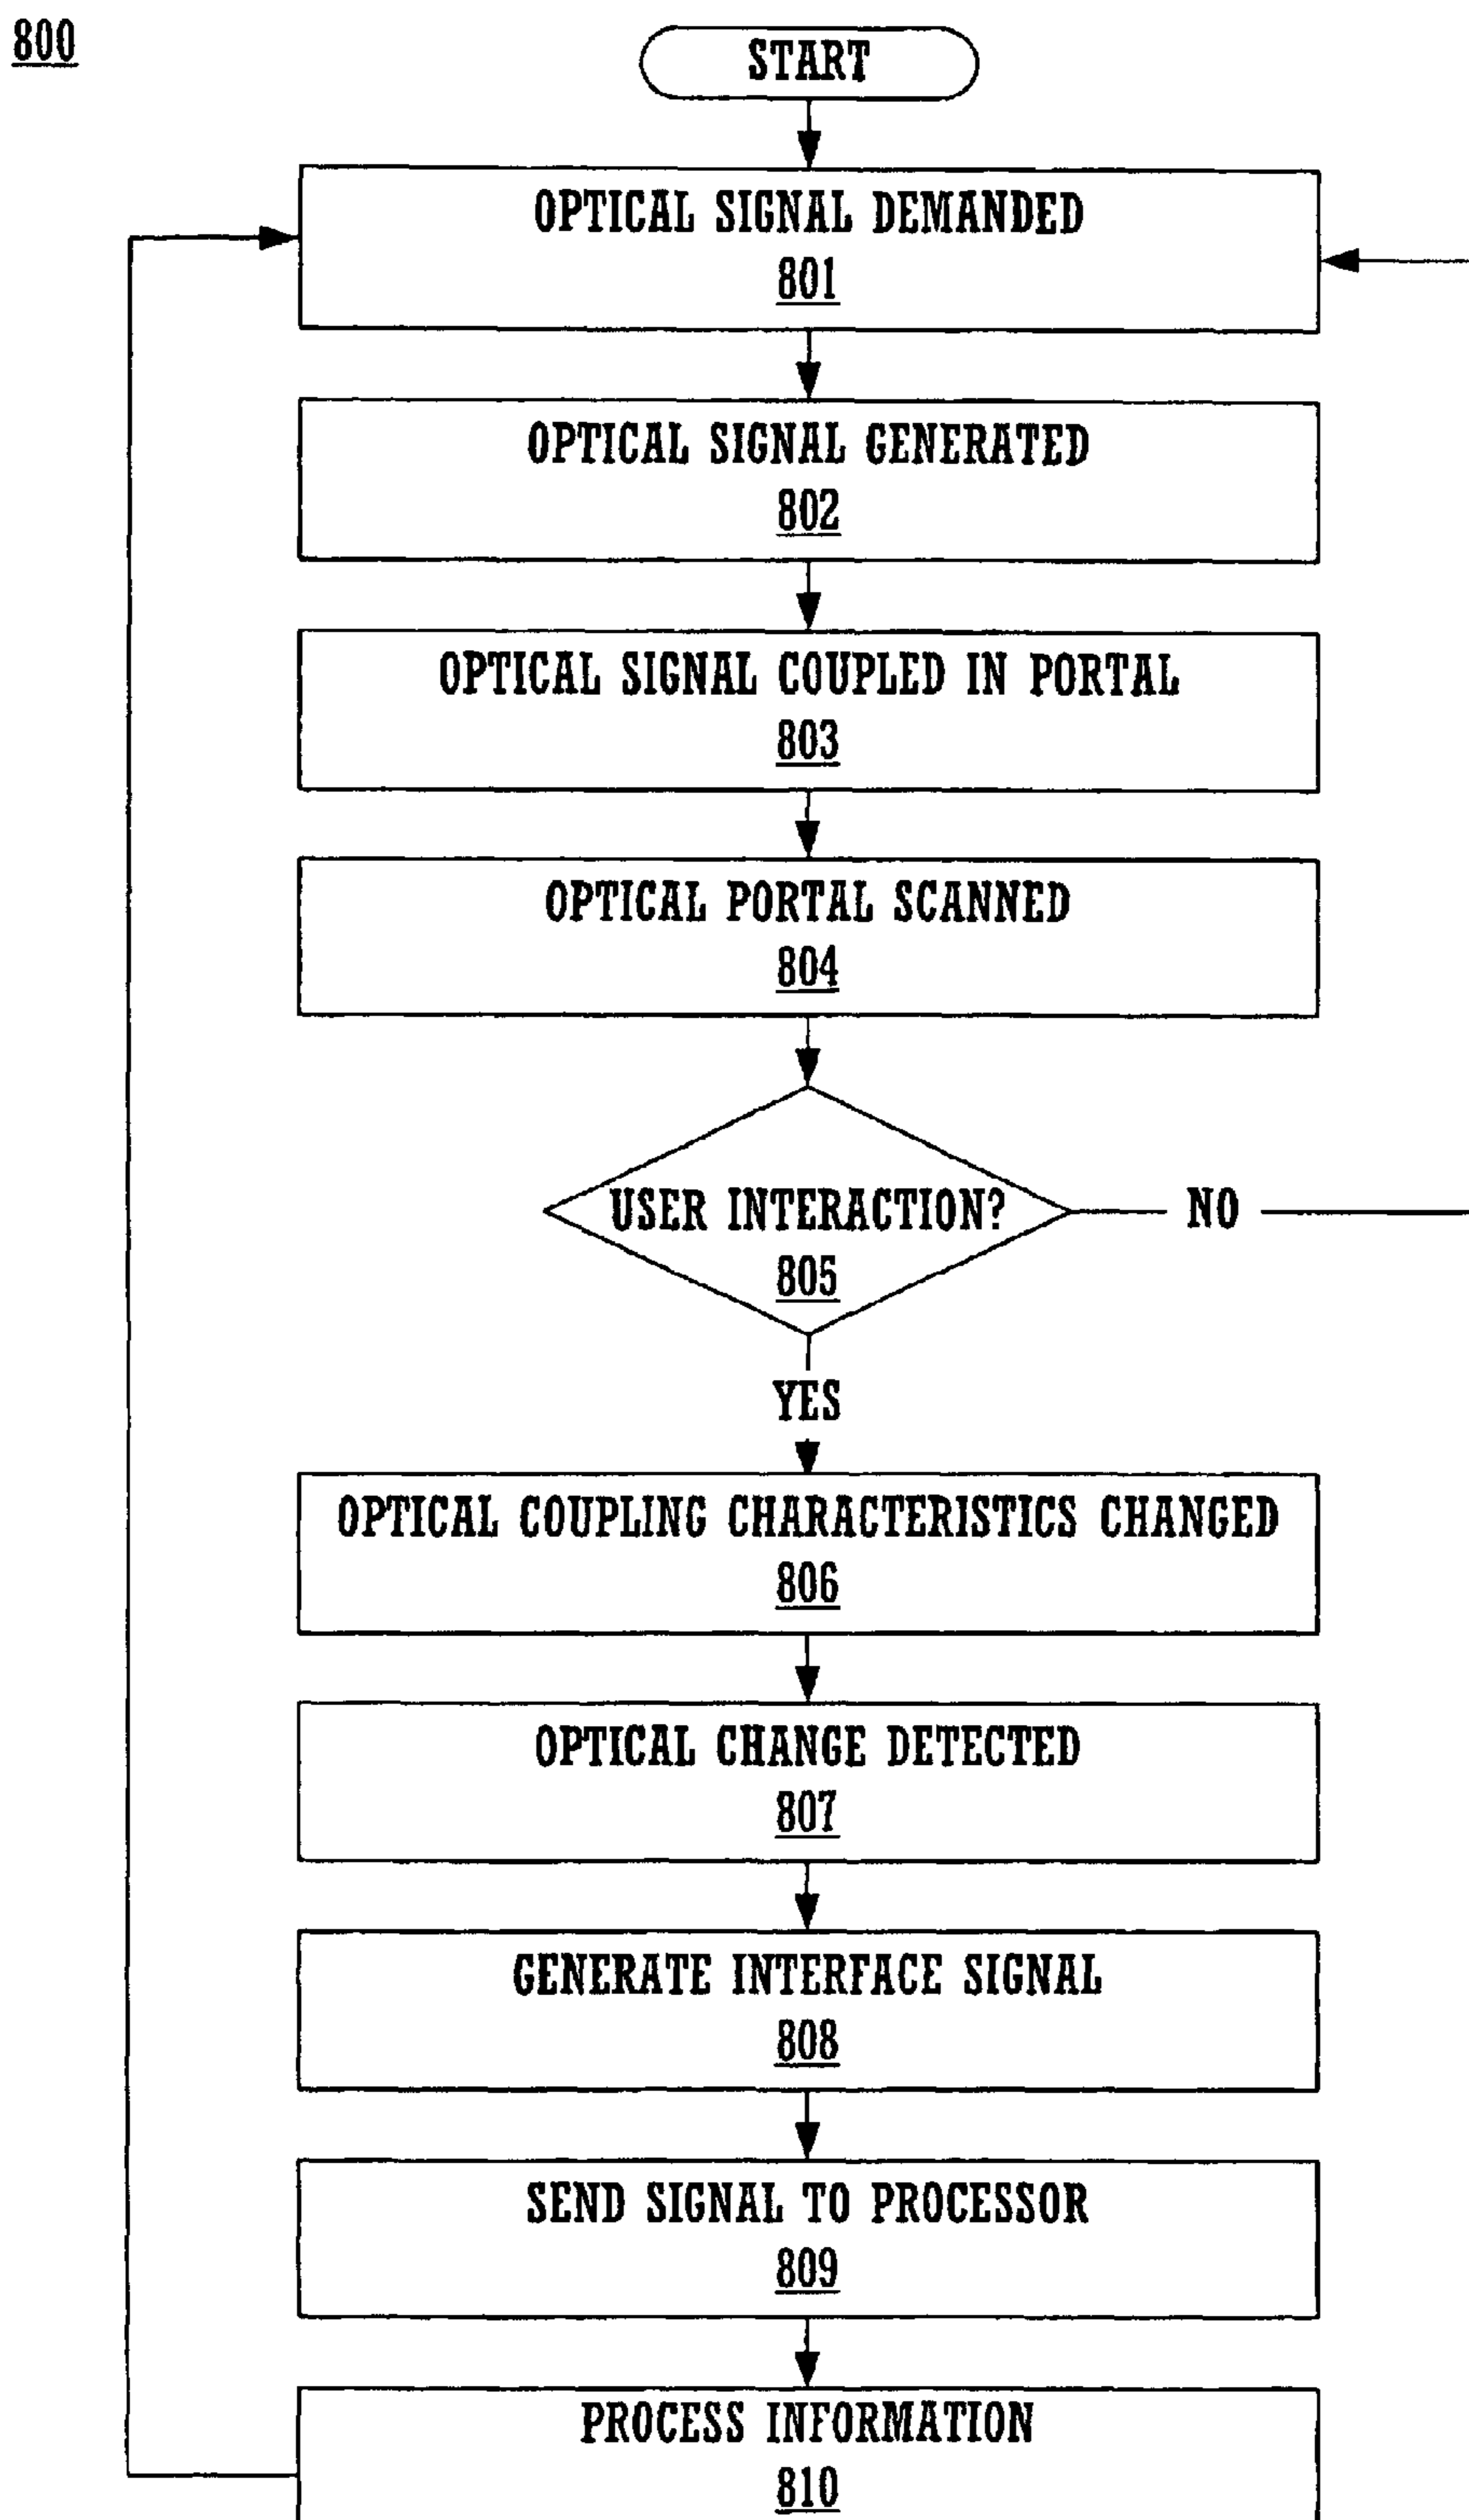 800
START
OPTICAL SIGNAL DEMANDED
801
OPTICAL SIGNAL GENERATED
802
OPTICAL SIGNAL COUPLED IN PORTAL
803
OPTICAL PORTAL SCANNED
804
USER INTERACTION?
805
NO
YES
OPTICAL COUPLING CHARACTERISTICS CHANGED
806
OPTICAL CHANGE DETECTED
807
GENERATE INTERFACE SIGNAL
808
SEND SIGNAL TO PROCESSOR
809
PROCESS INFORMATION
810